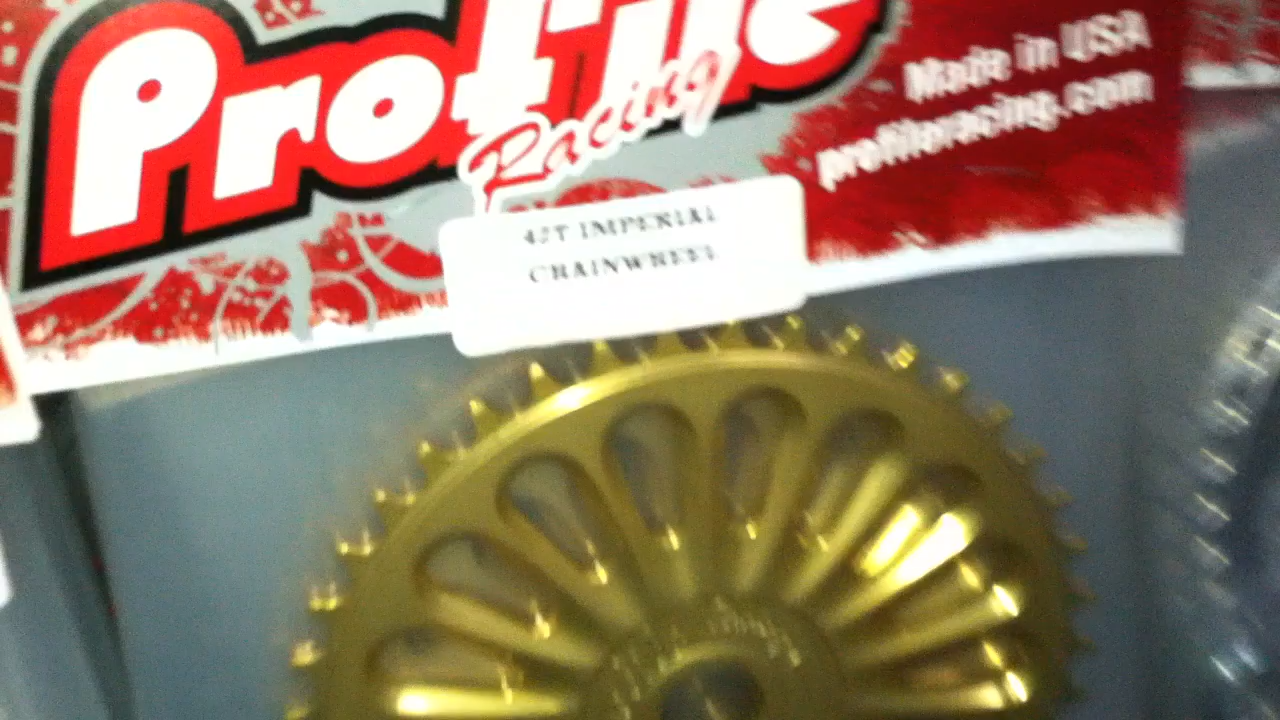 Profile
Racing
Made in USA
profileracing.com
IMPERIAL
CHAINWHEEL